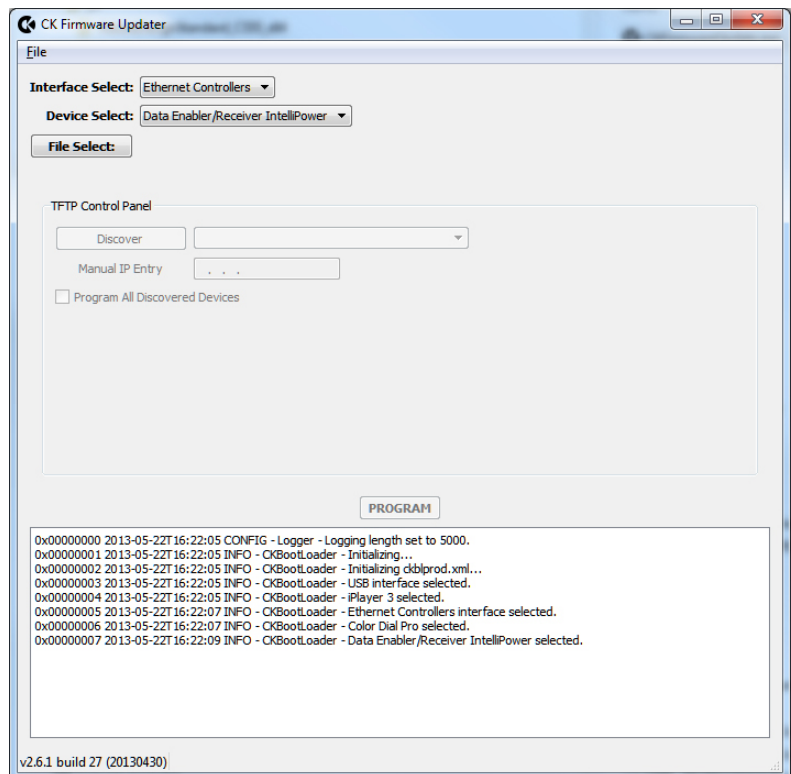 CK Firmware Updater
File
Interface Select: Ethernet Controllers
Device Select: Data Enabler/Receiver IntelliPower
File Select:
TFTP Control Panel
Discover
Manual IP Entry . . .
Program All Discovered Devices
PROGRAM
0x00000000 2013-05-22T16:22:05 CONFIG - Logger - Logging length set to 5000.
0x00000001 2013-05-22T16:22:05 INFO - CKBootLoader - Initializing...
0x00000002 2013-05-22T16:22:05 INFO - CKBootLoader - Initializing ckblprod.xml...
0x00000003 2013-05-22T16:22:05 INFO - CKBootLoader - USB interface selected.
0x00000004 2013-05-22T16:22:05 INFO - CKBootLoader - iPlayer 3 selected.
0x00000005 2013-05-22T16:22:07 INFO - CKBootLoader - Ethernet Controllers interface selected.
0x00000006 2013-05-22T16:22:07 INFO - CKBootLoader - Color Dial Pro selected.
0x00000007 2013-05-22T16:22:09 INFO - CKBootLoader - Data Enabler/Receiver IntelliPower selected.
v2.6.1 build 27 (20130430)